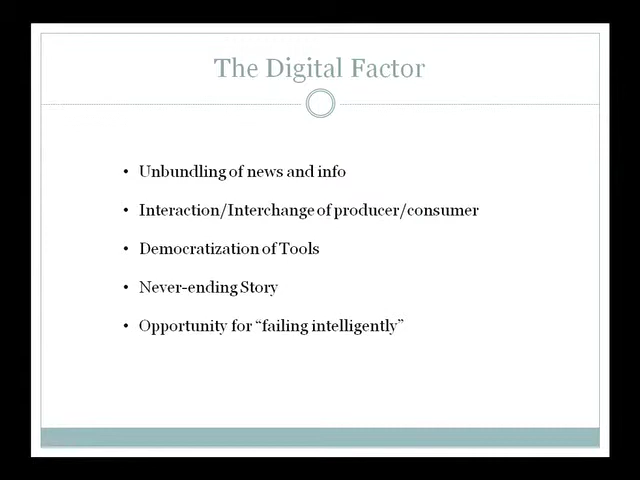 The Digital Factor
• Unbundling of news and info
• Interaction/Interchange of producer/consumer
• Democratization of Tools
• Never-ending Story
• Opportunity for “failing intelligently”